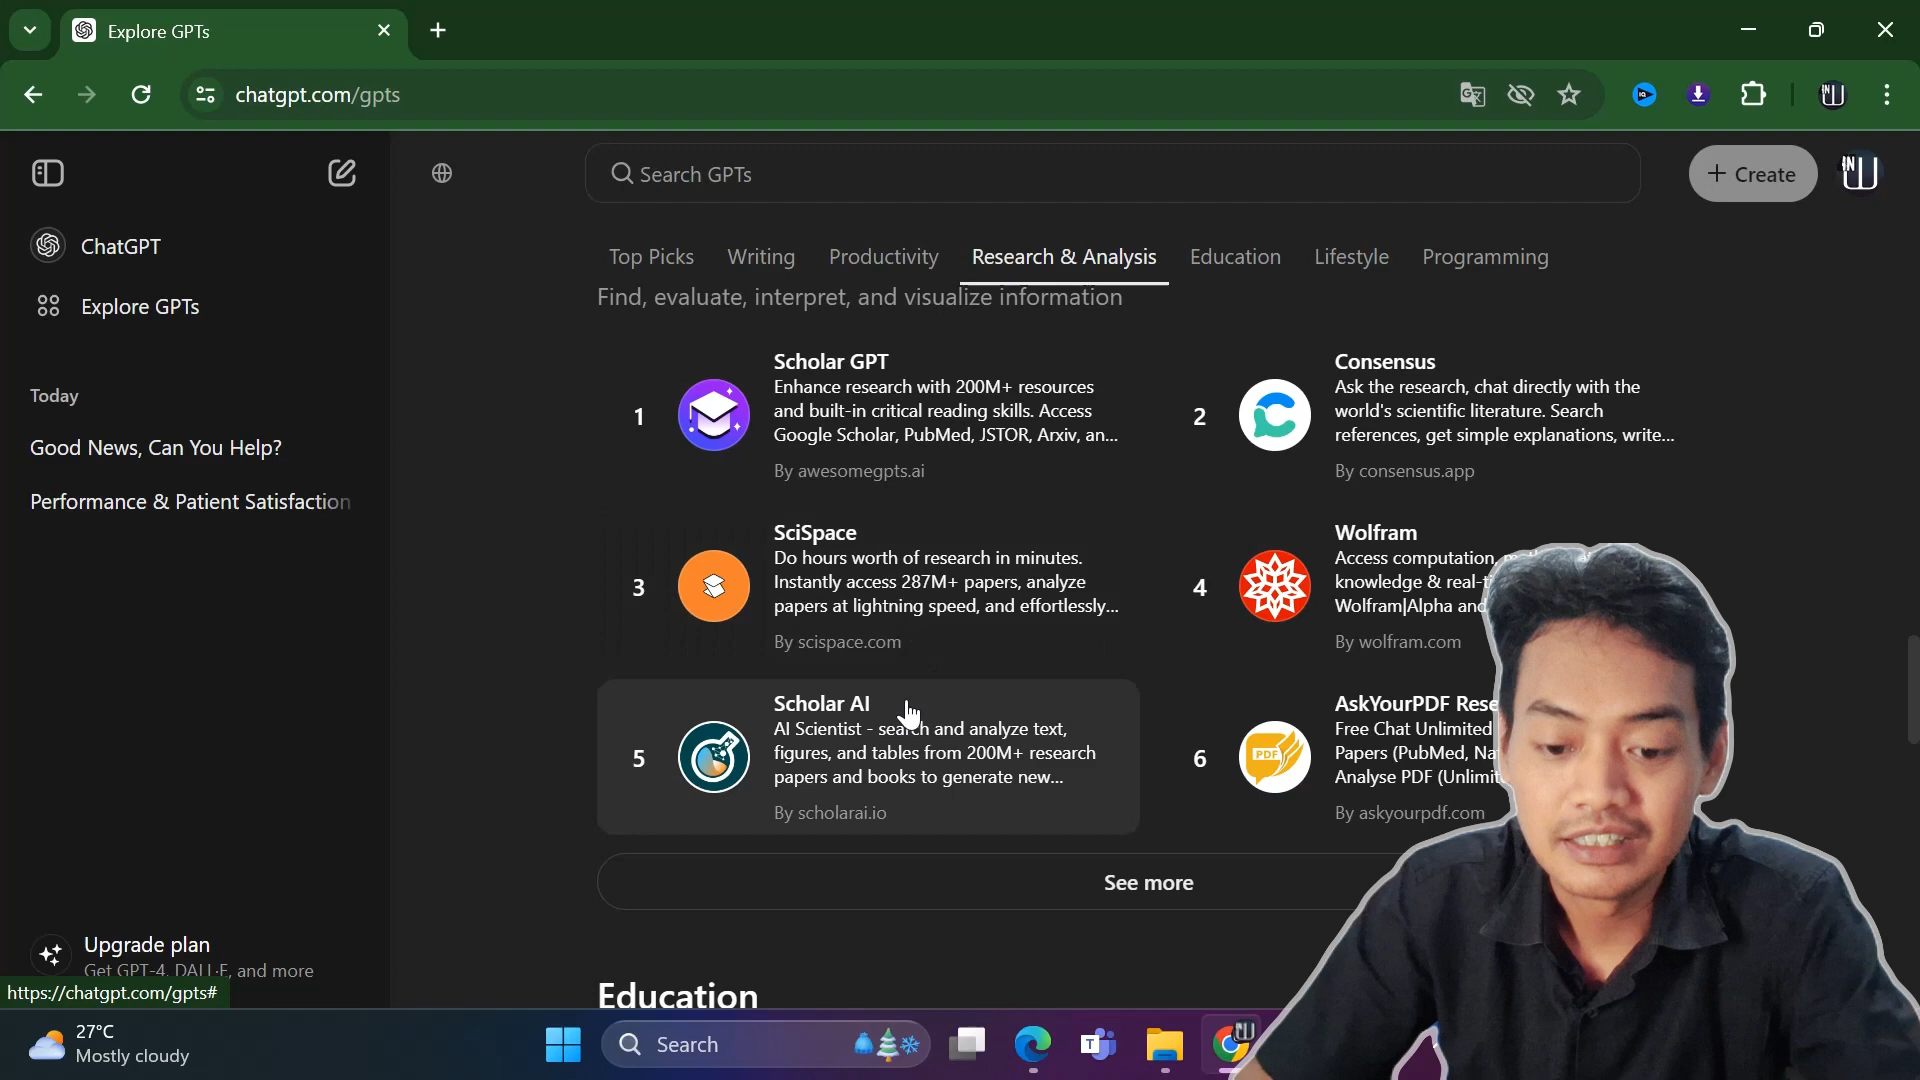 Explore GPTs
chatgpt.com/gpts
Search GPTs
Create
ChatGPT
Explore GPTs
Today
Good News, Can You Help?
Performance & Patient Satisfaction
Upgrade plan
Get GPT-4, DALL·E, and more
https://chatgpt.com/gpts#
Top Picks Writing Productivity Research & Analysis Education Lifestyle Programming
Find, evaluate, interpret, and visualize information
1
Scholar GPT
Enhance research with 200M+ resources
and built-in critical reading skills. Access
Google Scholar, PubMed, JSTOR, Arxiv, an...
By awesomegpts.ai
2
Consensus
Ask the research, chat directly with the
world's scientific literature. Search
references, get simple explanations, write...
By consensus.app
3
SciSpace
Do hours worth of research in minutes.
Instantly access 287M+ papers, analyze
papers at lightning speed, and effortlessly...
By scispace.com
4
Wolfram
Access computation,
knowledge & real-ti
Wolfram|Alpha and
By wolfram.com
5
Scholar AI
AI Scientist - search and analyze text,
figures, and tables from 200M+ research
papers and books to generate new...
By scholarai.io
6
AskYourPDF Rese
Free Chat Unlimited
Papers (PubMed, Na
Analyse PDF (Unlimit
By askyourpdf.com
PDF
See more
Education
27°C
Mostly cloudy
Search